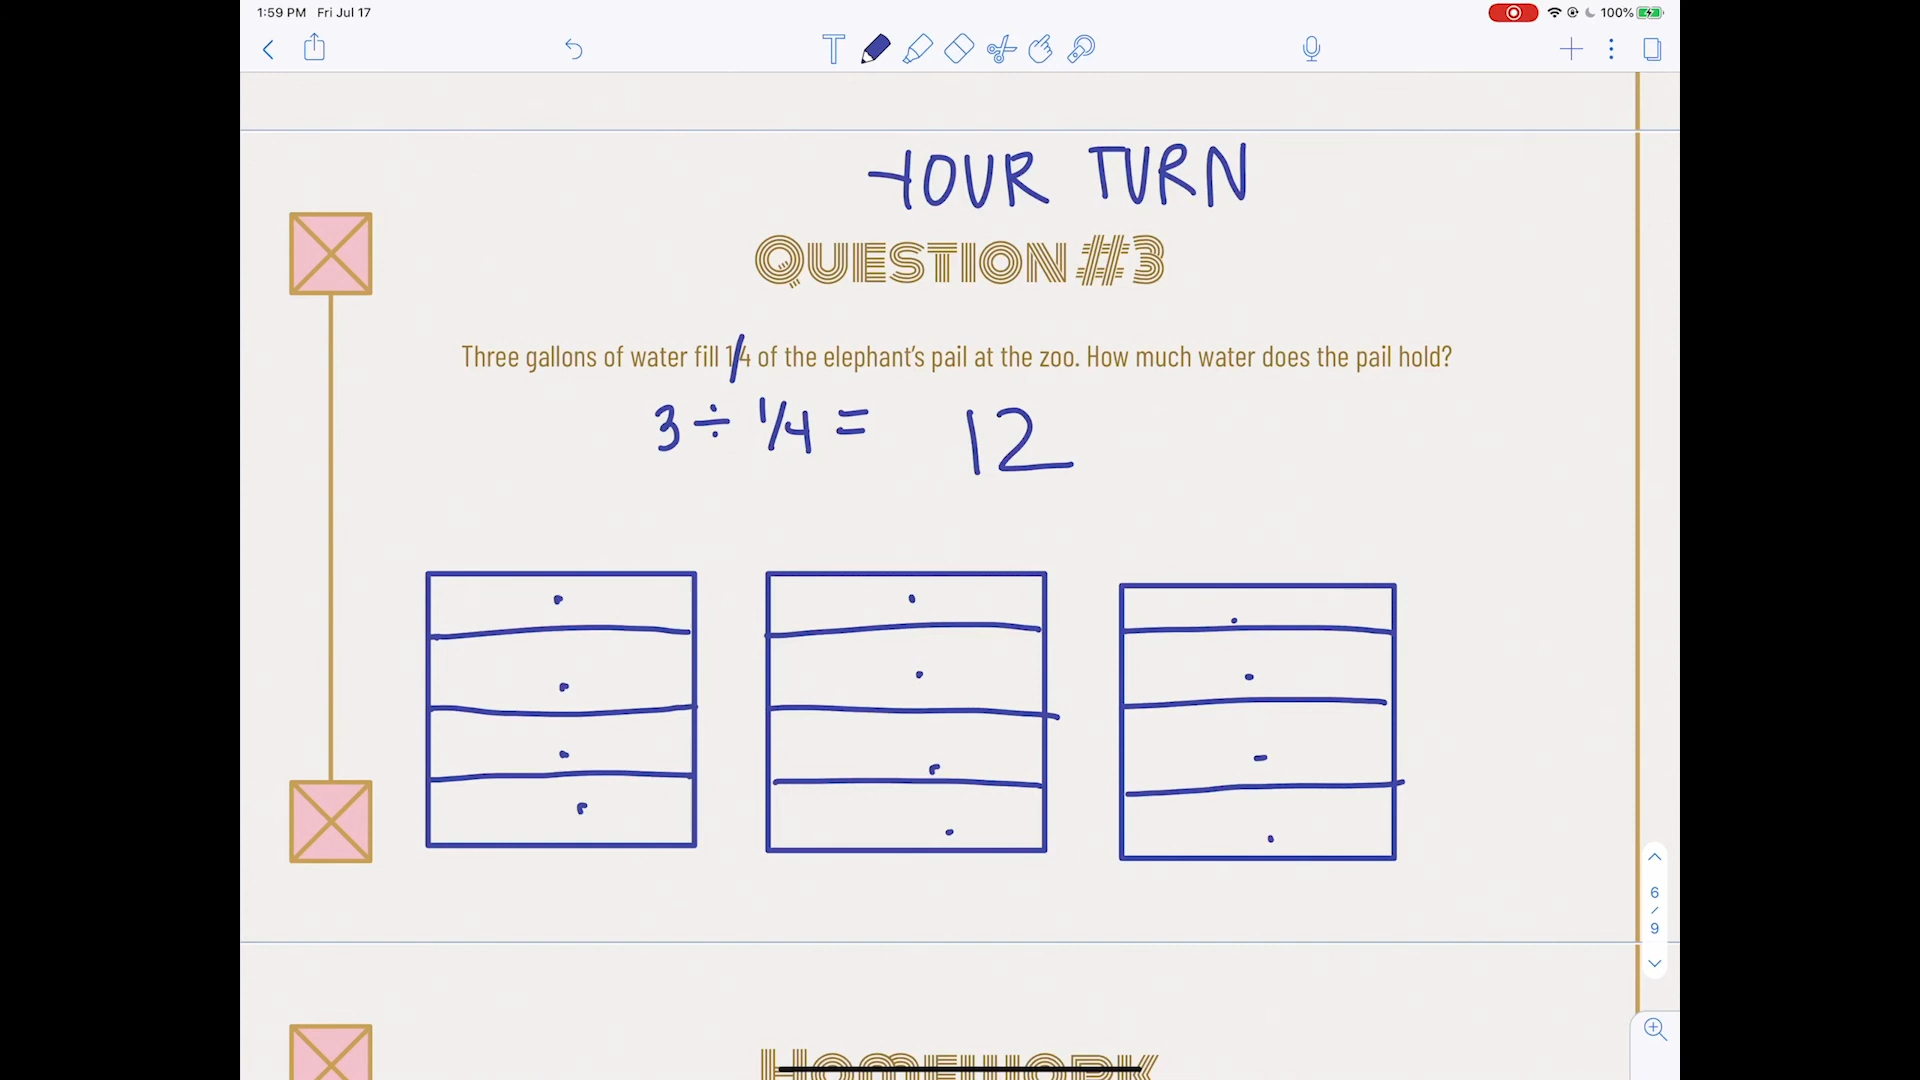 1:59 PM Fri Jul 17
100%
T
YOUR TURN
QUESTION #3
Three gallons of water fill 1/4 of the elephant's pail at the zoo. How much water does the pail hold?
3 ÷ 1/4 = 12
6
/
9
HOMEWORK